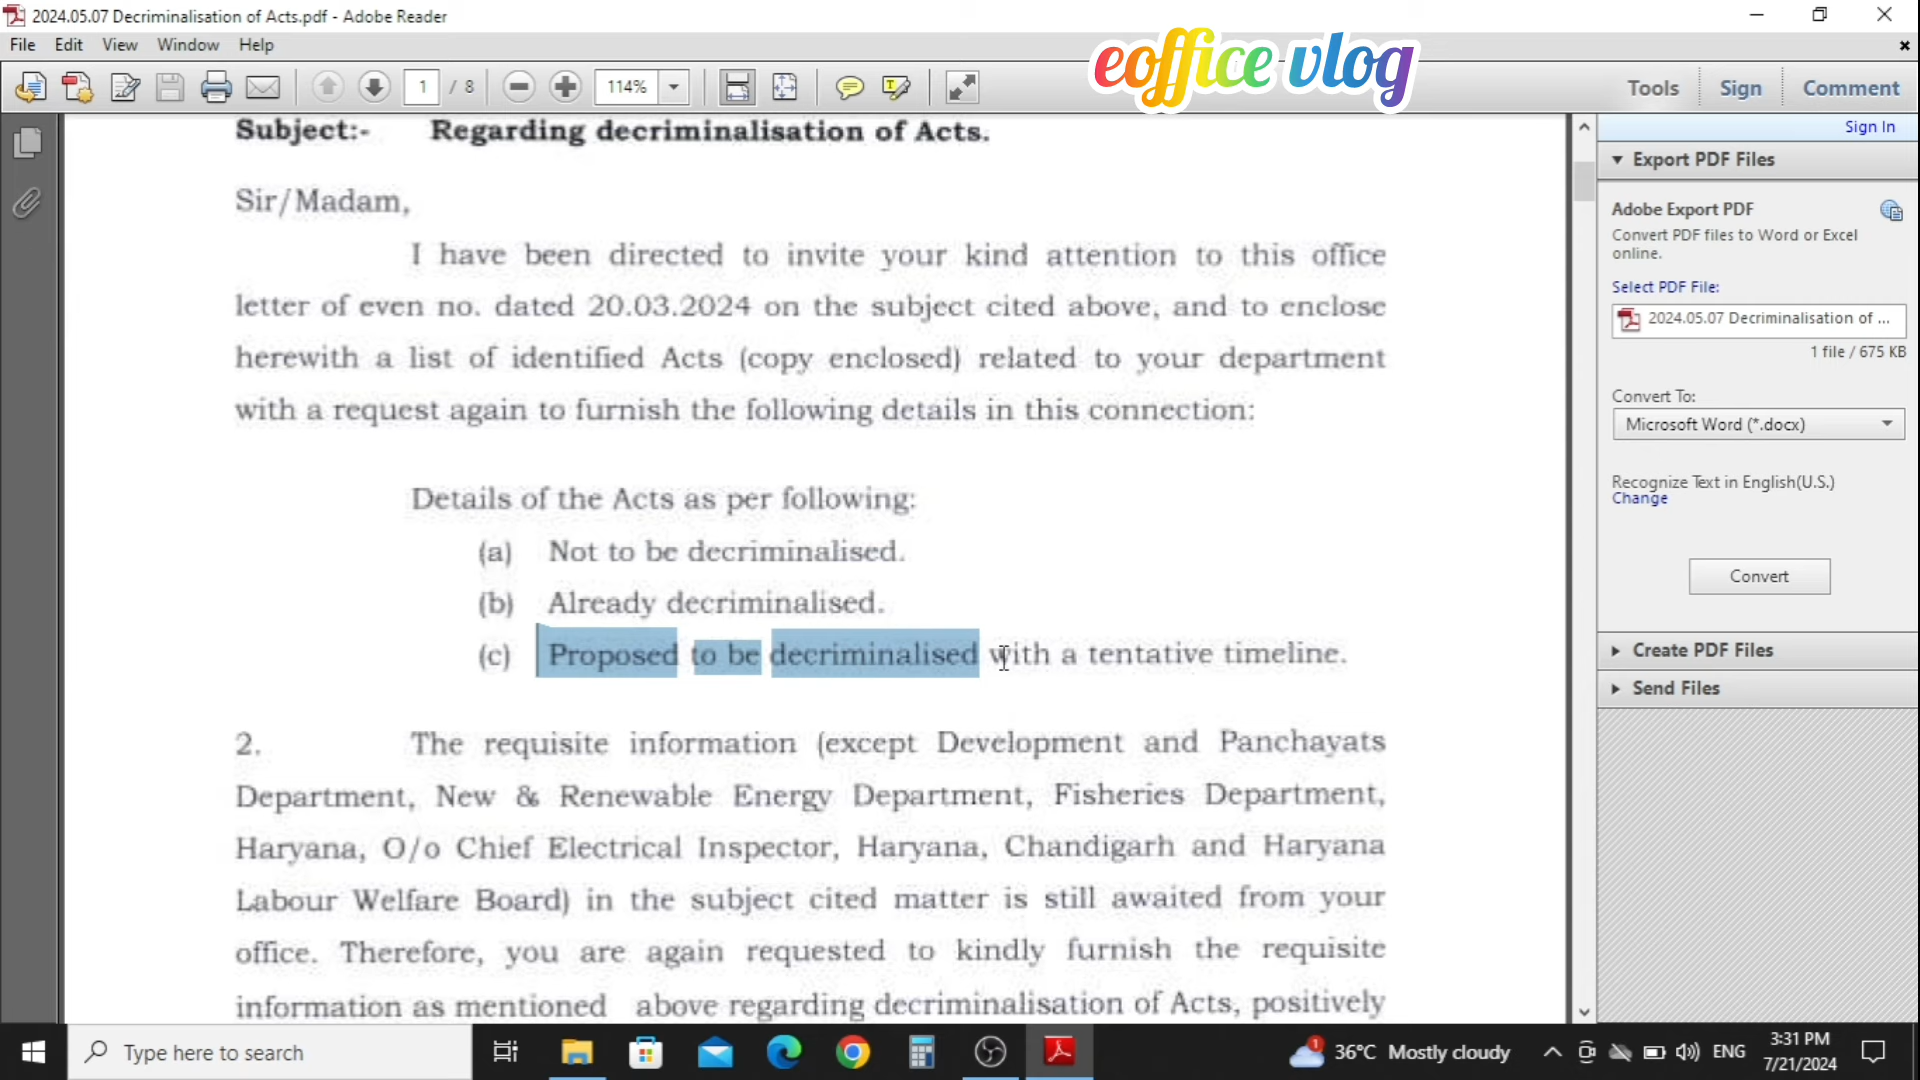 2024.05.07 Decriminalisation of Acts.pdf - Adobe Reader
File Edit View Window Help
eoffice vlog
1 / 8 114% Tools Sign Comment
Sign In
Export PDF Files
Adobe Export PDF
Convert PDF files to Word or Excel
online.
Select PDF File:
2024.05.07 Decriminalisation of ...
1 file / 675 KB
Convert To:
Microsoft Word (*.docx)
Recognize Text in English(U.S.)
Change
Convert
Create PDF Files
Send Files
Subject:- Regarding decriminalisation of Acts.
Sir/Madam,
I have been directed to invite your kind attention to this office
letter of even no. dated 20.03.2024 on the subject cited above, and to enclose
herewith a list of identified Acts (copy enclosed) related to your department
with a request again to furnish the following details in this connection:
Details of the Acts as per following:
(a) Not to be decriminalised.
(b) Already decriminalised.
(c) Proposed to be decriminalised with a tentative timeline.
2. The requisite information (except Development and Panchayats
Department, New & Renewable Energy Department, Fisheries Department,
Haryana, O/o Chief Electrical Inspector, Haryana, Chandigarh and Haryana
Labour Welfare Board) in the subject cited matter is still awaited from your
office. Therefore, you are again requested to kindly furnish the requisite
information as mentioned above regarding decriminalisation of Acts, positively
Type here to search
1
36°C Mostly cloudy
ENG
3:31 PM
7/21/2024